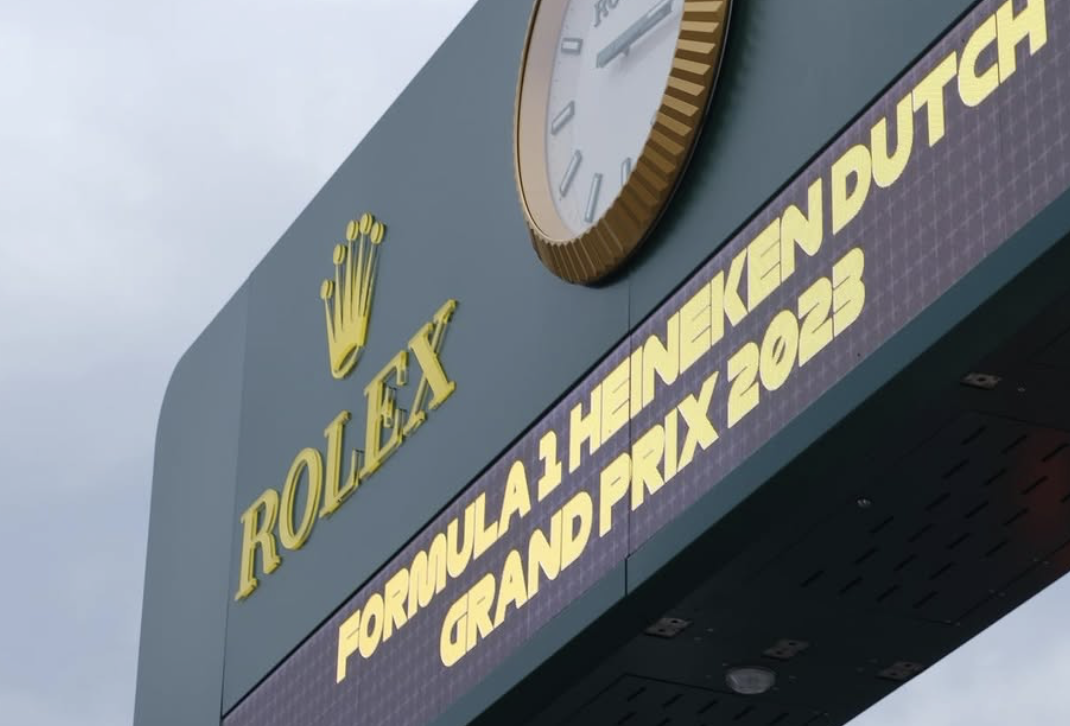 ROLEX
FORMULA 1 HEINEKEN DUTCH
GRAND PRIX 2023